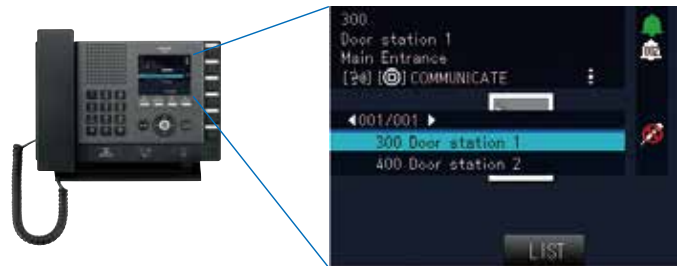 300
Door station 1
Main Entrance
COMMUNICATE
001/001
300 Door station 1
400 Door station 2
LIST